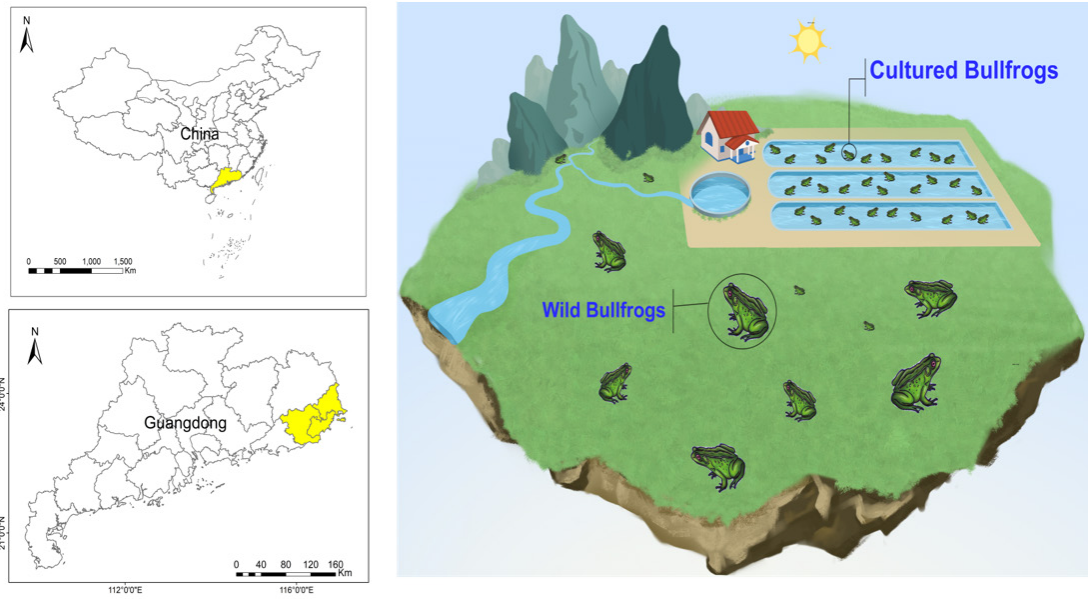 N
China
0 500 1,000 1,500
Km
N
24°0'0"N
Guangdong
21°0'0"N
0 40 80 120 160
Km
112°0'0"E 116°0'0"E
Cultured Bullfrogs
Wild Bullfrogs